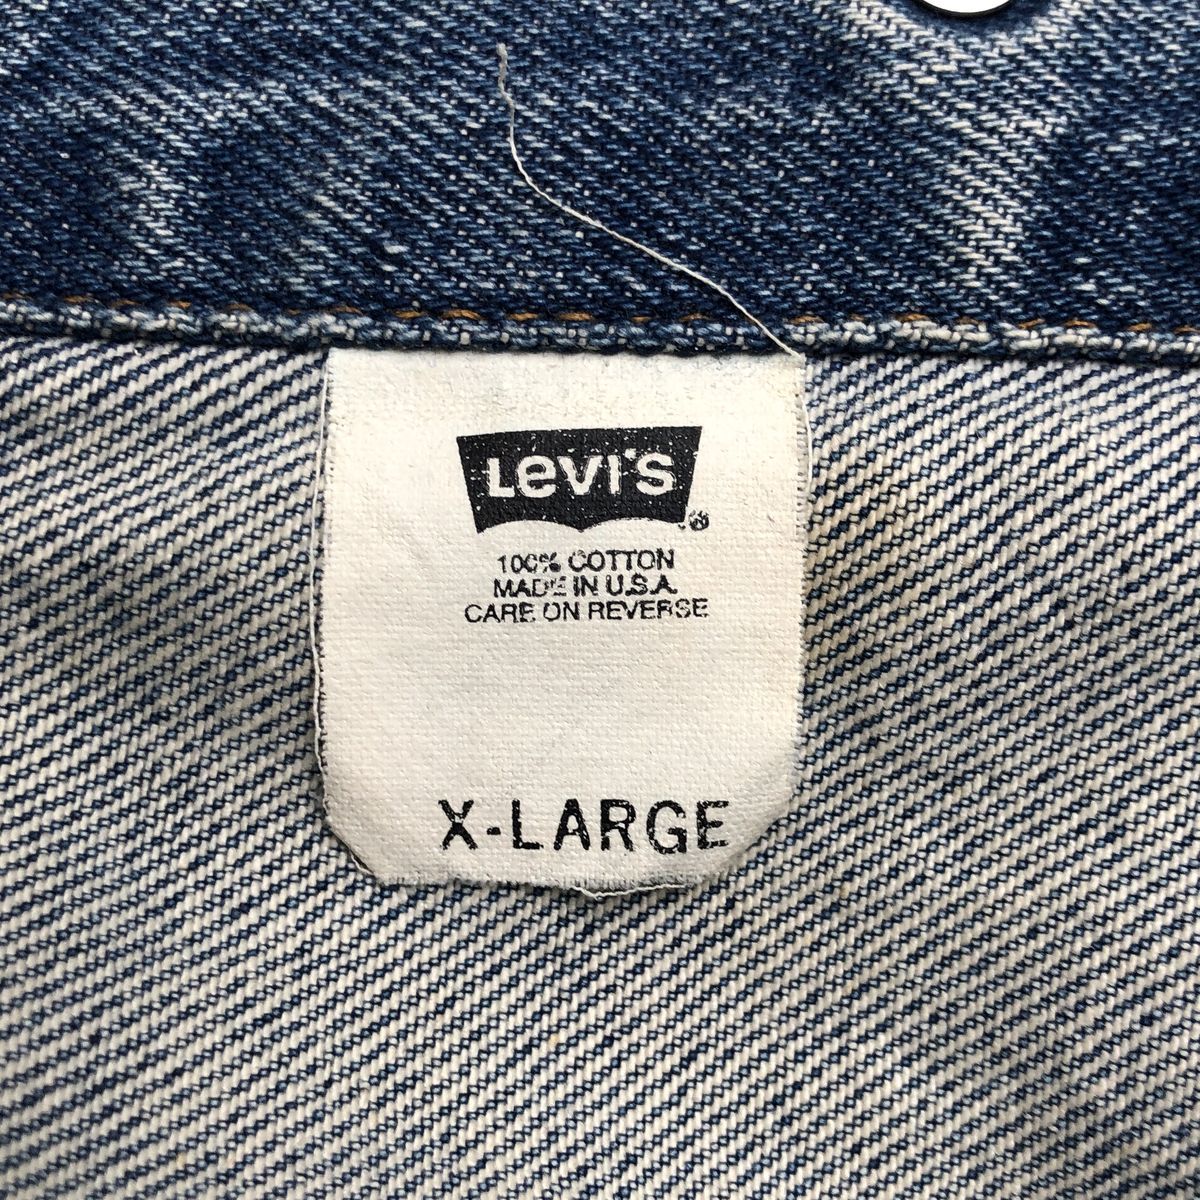 Levi's ®
100% COTTON
MADE IN U.S.A.
CARE ON REVERSE
X-LARGE